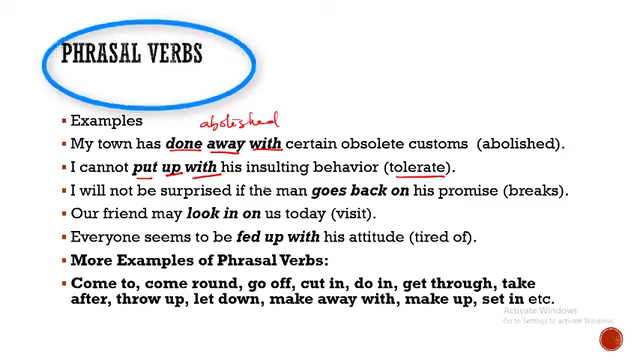 PHRASAL VERBS
▪ Examples
abolished
▪ My town has done away with certain obsolete customs (abolished).
▪ I cannot put up with his insulting behavior (tolerate).
▪ I will not be surprised if the man goes back on his promise (breaks).
▪ Our friend may look in on us today (visit).
▪ Everyone seems to be fed up with his attitude (tired of).
▪ More Examples of Phrasal Verbs:
▪ Come to, come round, go off, cut in, do in, get through, take
after, throw up, let down, make away with, make up, set in etc.
Activate Windows
Go to Settings to activate Windows.